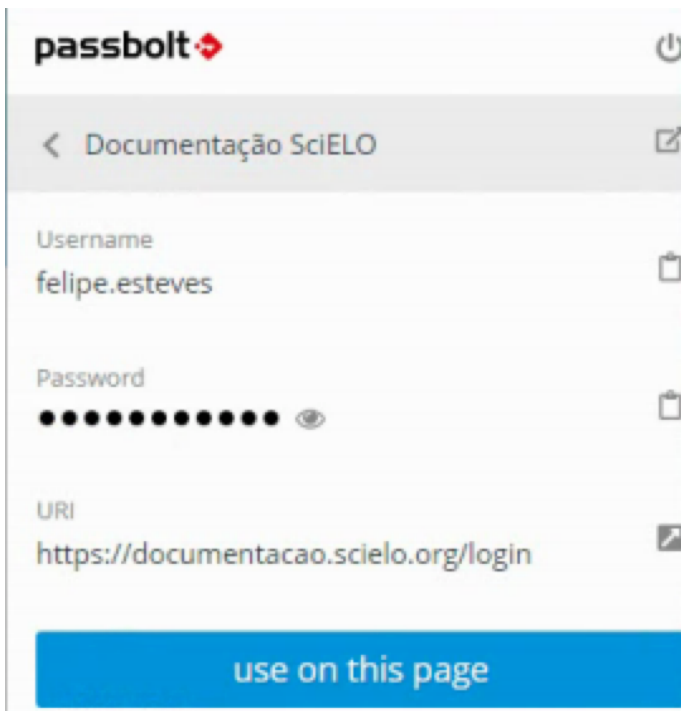 passbolt
Documentação SciELO
Username
felipe.esteves
Password
●●●●●●●●●●●
URI
https://documentacao.scielo.org/login
use on this page